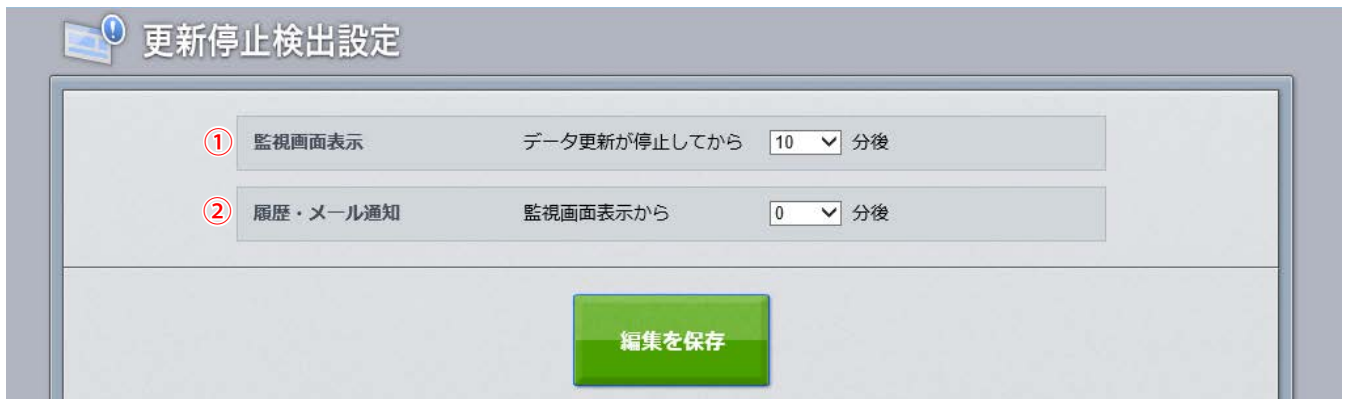 更新停止検出設定
① 監視画面表示 データ更新が停止してから 10 分後
② 履歴・メール通知 監視画面表示から 0 分後
編集を保存